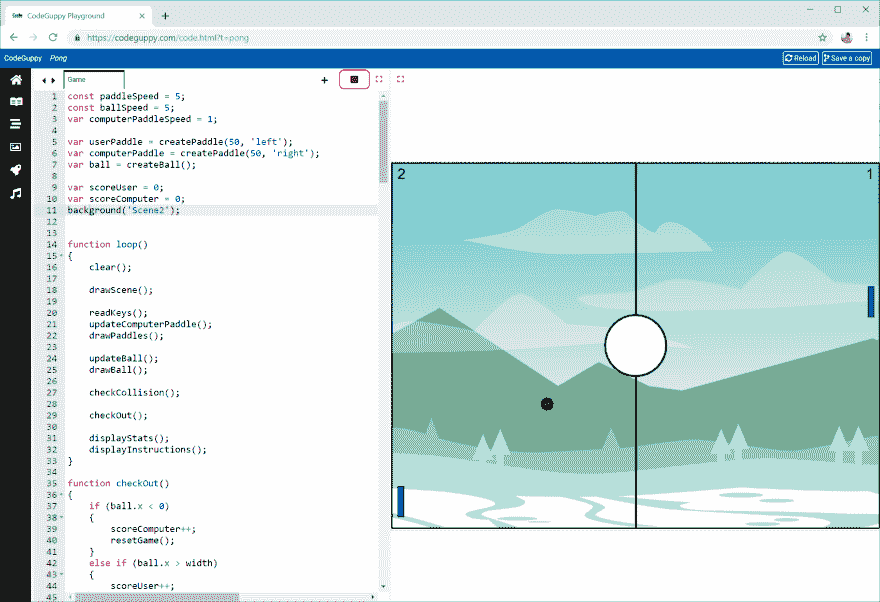 CodeGuppy Playground
https://codeguppy.com/code.html?t=pong
CodeGuppy Pong
Reload
Save a copy
Game
1 const paddleSpeed = 5;
2 const ballSpeed = 5;
3 var computerPaddleSpeed = 1;
4
5 var userPaddle = createPaddle(50, 'left');
6 var computerPaddle = createPaddle(50, 'right');
7 var ball = createBall();
8
9 var scoreUser = 0;
10 var scoreComputer = 0;
11 background('Scene2');
12
13
14 function loop()
15 {
16 clear();
17
18 drawScene();
19
20 readKeys();
21 updateComputerPaddle();
22 drawPaddles();
23
24 updateBall();
25 drawBall();
26
27 checkCollision();
28
29 checkOut();
30
31 displayStats();
32 displayInstructions();
33 }
34
35 function checkOut()
36 {
37 if (ball.x < 0)
38 {
39 scoreComputer++;
40 resetGame();
41 }
42 else if (ball.x > width)
43 {
44 scoreUser++;
45
2
1